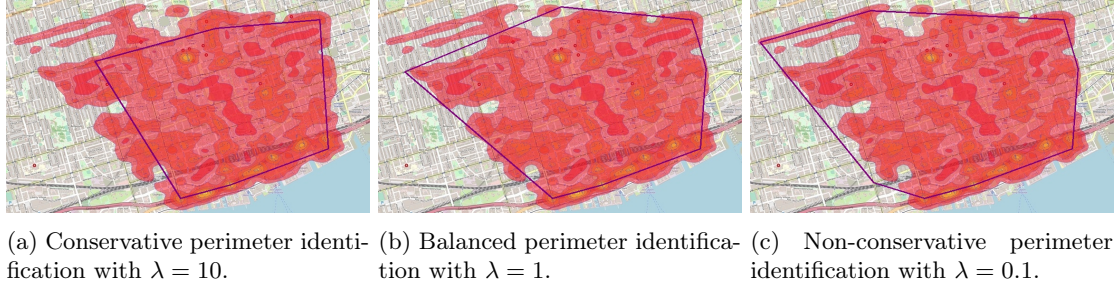 (a) Conservative perimeter identi-
fication with λ = 10.
(b) Balanced perimeter identifica-
tion with λ = 1.
(c) Non-conservative perimeter
identification with λ = 0.1.